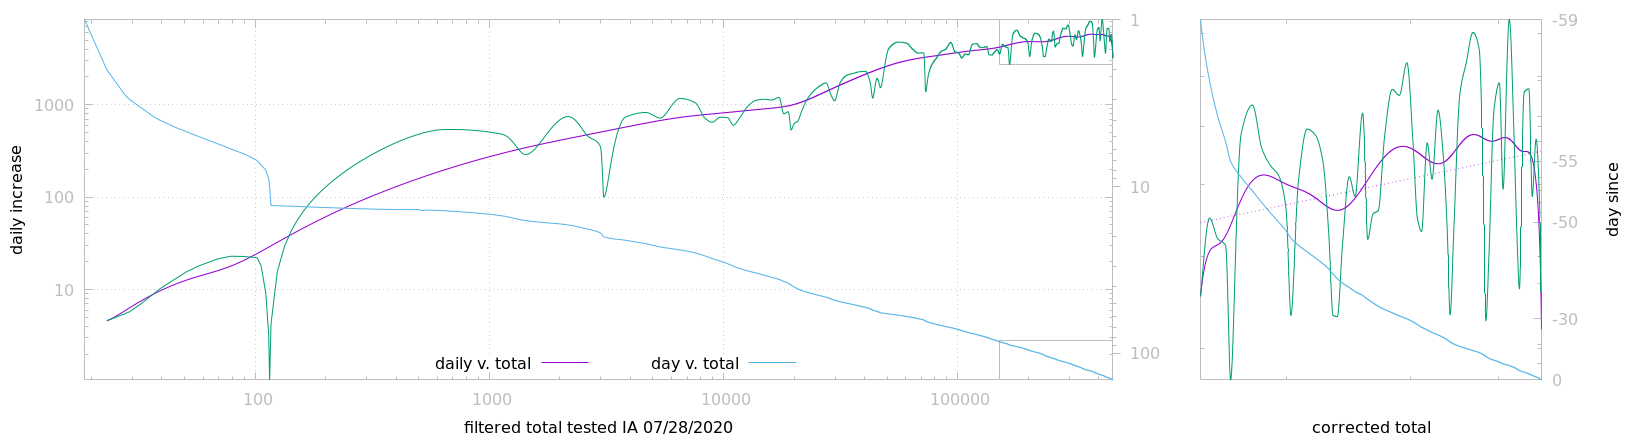 1000
100
10
daily increase
daily v. total
day v. total
100
1000
10000
100000
filtered total tested IA 07/28/2020
1
10
100
-59
-55
-50
-30
0
day since
corrected total